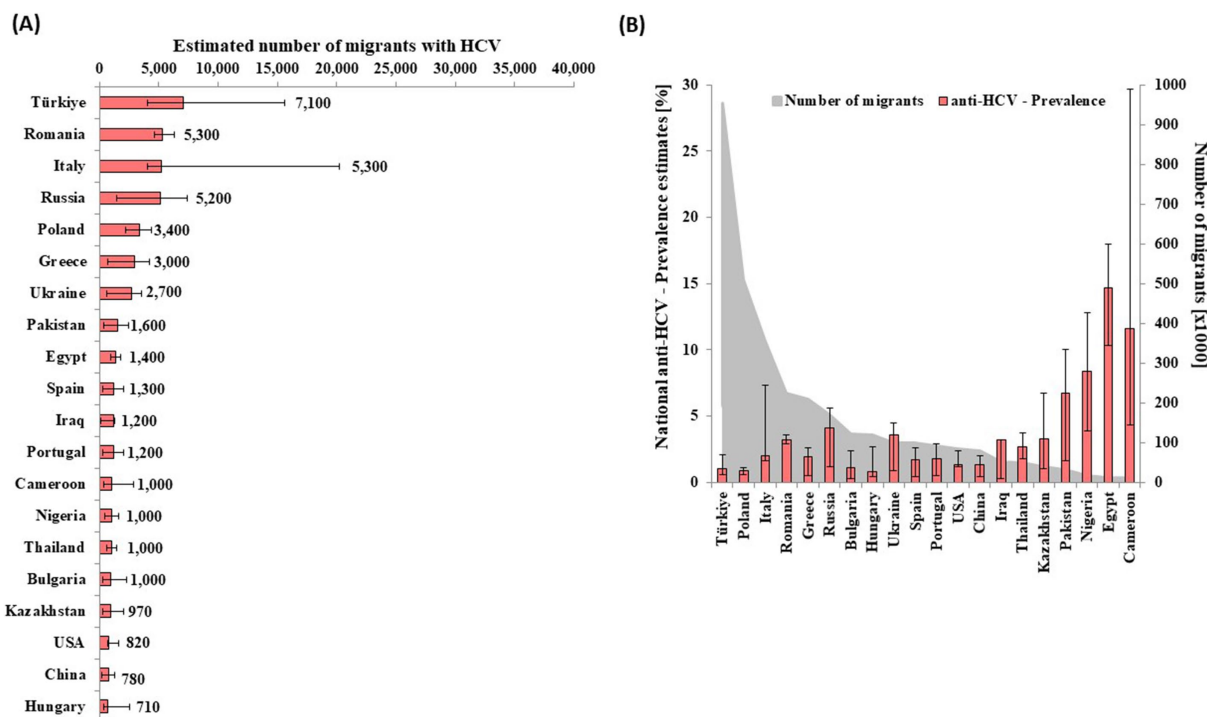 (A)
Estimated number of migrants with HCV
0 5,000 10,000 15,000 20,000 25,000 30,000 35,000 40,000
Türkiye 7,100
Romania 5,300
Italy 5,300
Russia 5,200
Poland 3,400
Greece 3,000
Ukraine 2,700
Pakistan 1,600
Egypt 1,400
Spain 1,300
Iraq 1,200
Portugal 1,200
Cameroon 1,000
Nigeria 1,000
Thailand 1,000
Bulgaria 1,000
Kazakhstan 970
USA 820
China 780
Hungary 710
(B)
National anti-HCV - Prevalence estimates [%]
30
25
20
15
10
5
0
Number of migrants anti-HCV - Prevalence
1000
900
800
700
600
500
400
300
200
100
0
Number of migrants [x1000]
Türkiye
Poland
Italy
Romania
Greece
Russia
Bulgaria
Hungary
Ukraine
Spain
Portugal
USA
China
Iraq
Thailand
Kazakhstan
Pakistan
Nigeria
Egypt
Cameroon